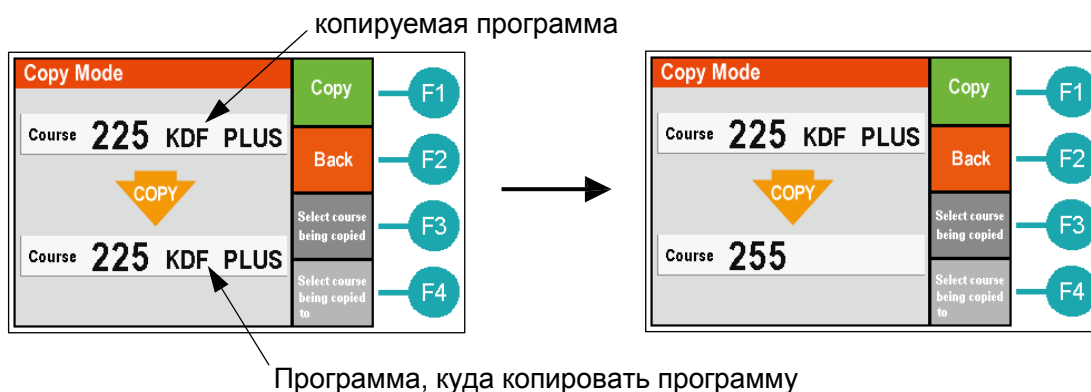 копируемая программа
Copy Mode
Course 225 KDF PLUS
COPY
Course 225 KDF PLUS
Copy
Back
Select course
being copied
Select course
being copied
to
F1
F2
F3
F4
Copy Mode
Course 225 KDF PLUS
COPY
Course 255
Copy
Back
Select course
being copied
Select course
being copied
to
F1
F2
F3
F4
Программа, куда копировать программу